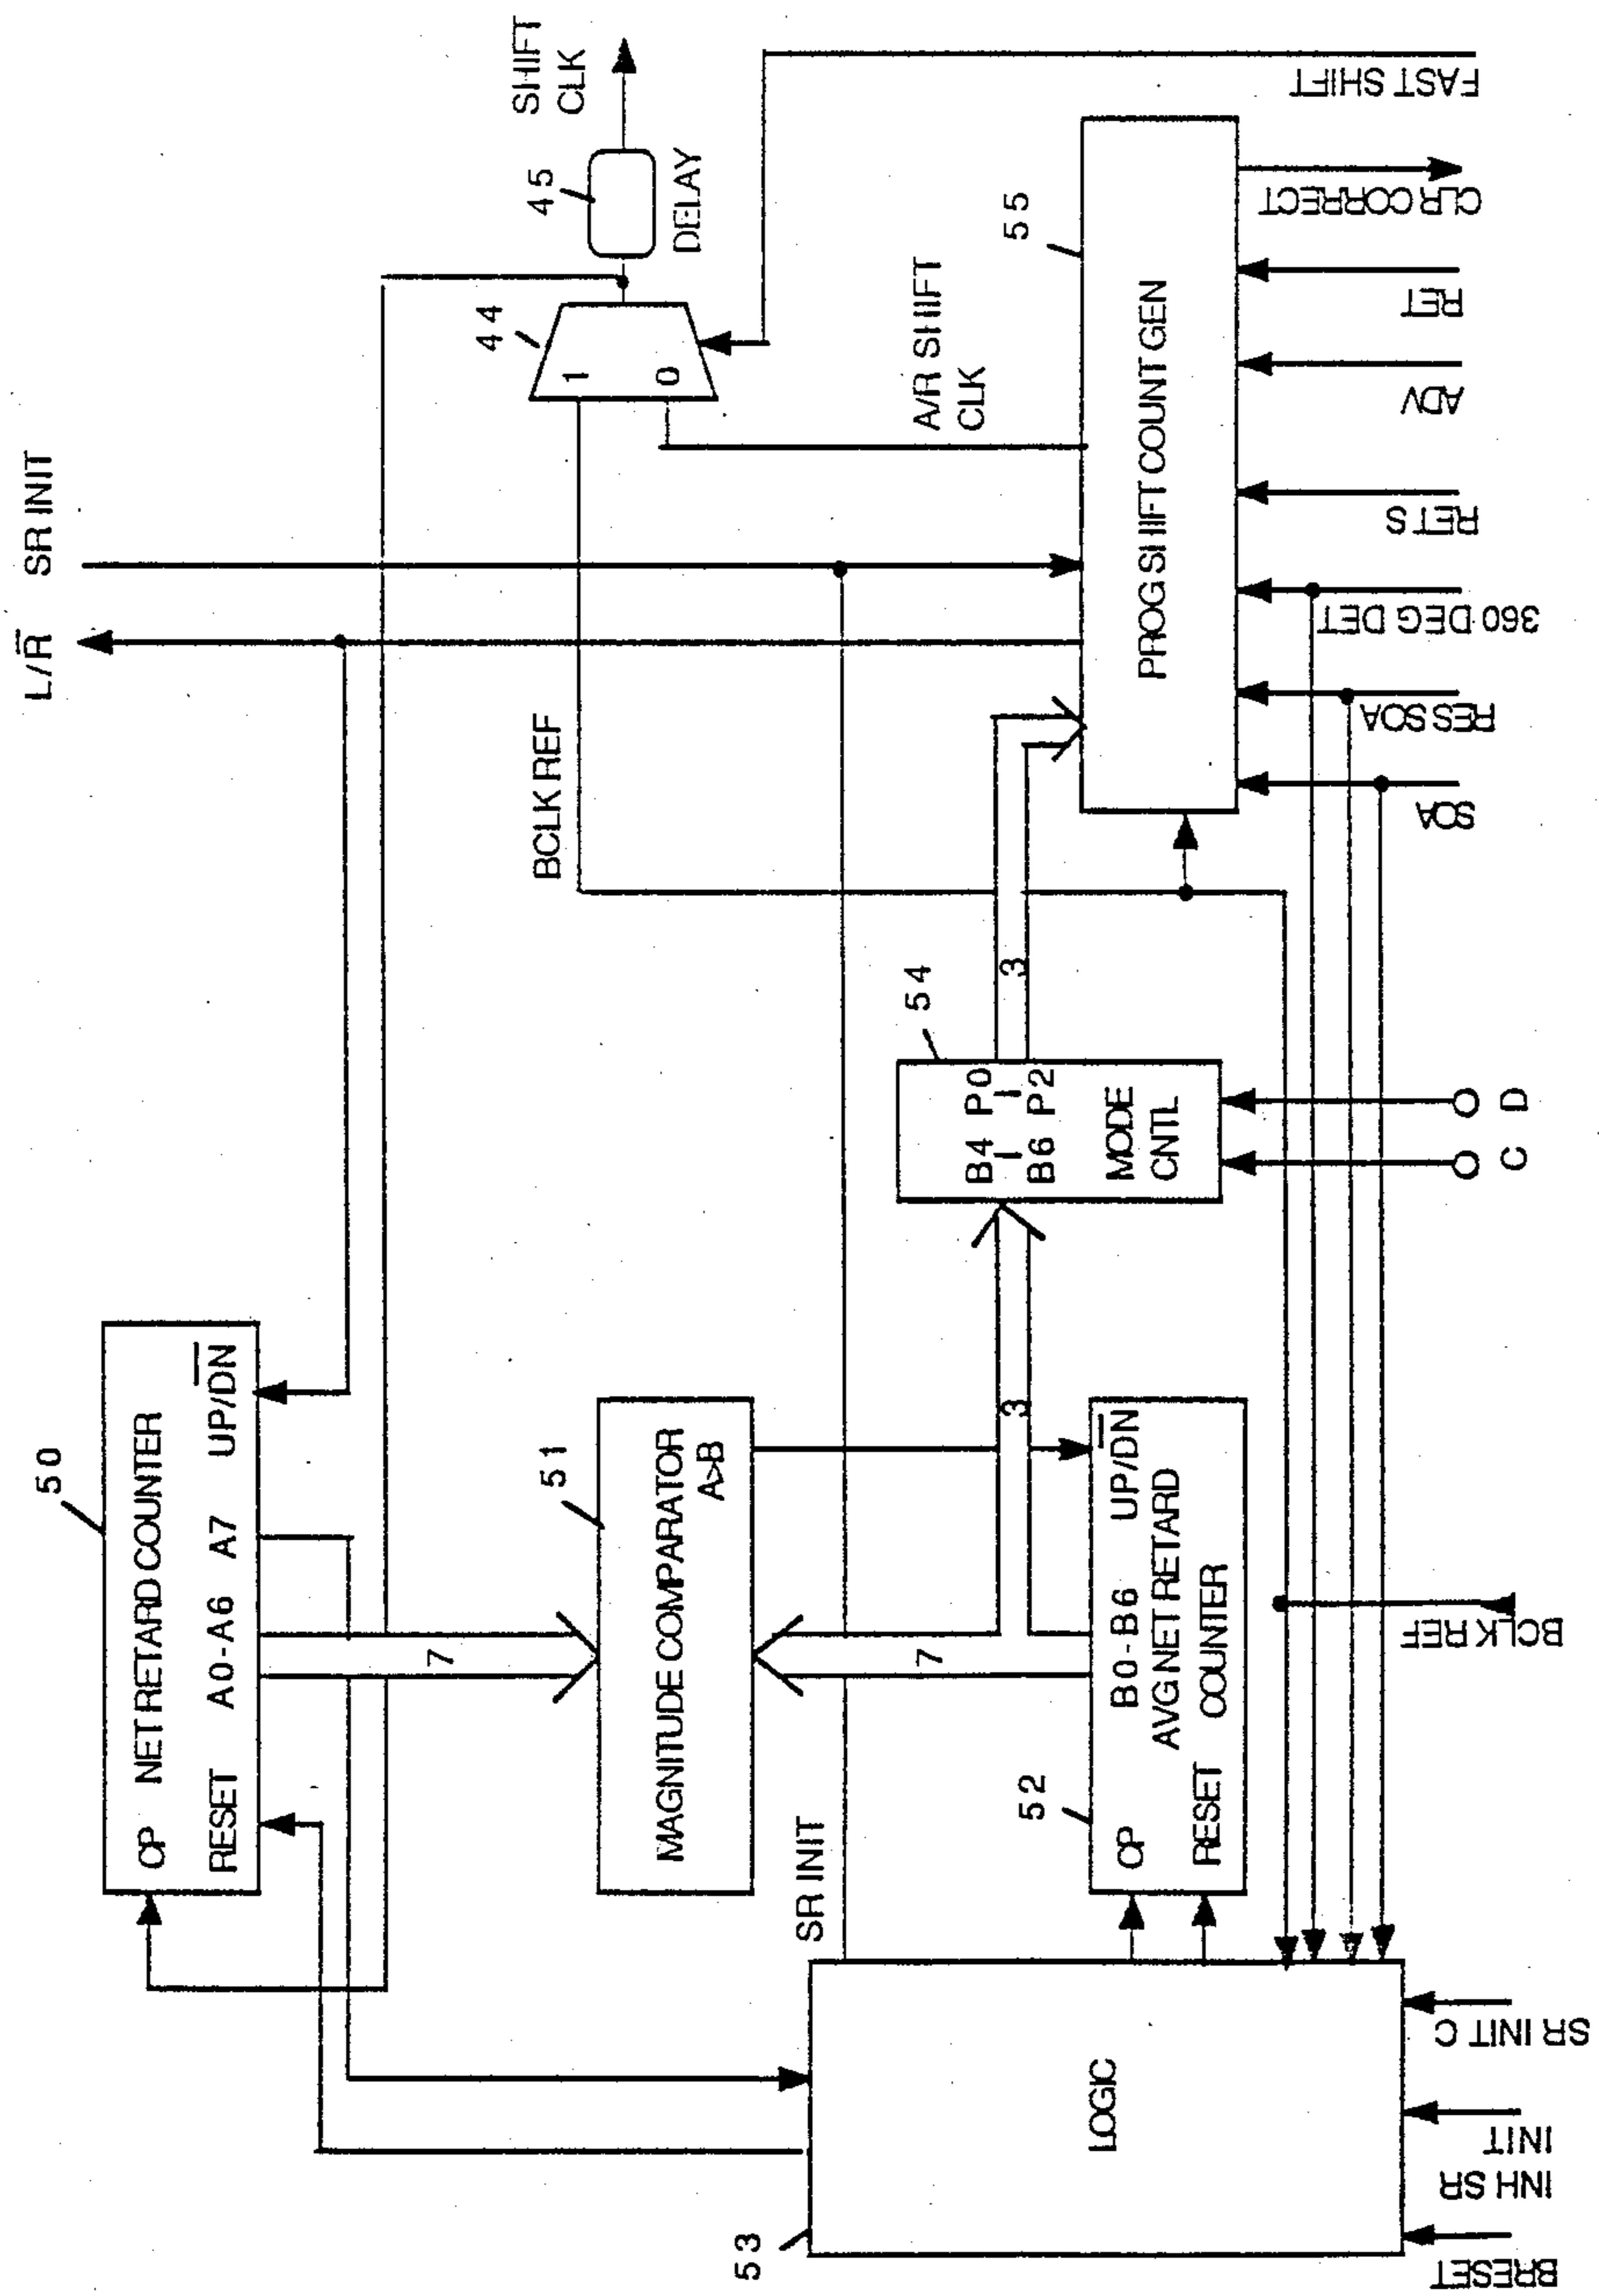 L/R̅
SR INIT
SHIFT
CLK
45
DELAY
44
1
0
FAST SHIFT
A/R SHIFT
CLK
BCLK REF
55
PROG SHIFT COUNT GEN
CLR CORRECT
RET
ADV
RET S
360 DEG DET
RES SOA
SOA
3
54
B4 P0
B6 P2
MODE
CNTL
C
D
50
CP NET RETARD COUNTER
RESET A0-A6 A7 UP/D̅N̅
7
51
MAGNITUDE COMPARATOR
A>B
7
3
SR INIT
52
CP B0-B6 UP/D̅N̅
AVG NET RETARD
RESET COUNTER
BCLK REF
53
LOGIC
SR INIT C
INIT
INH SR
BRESET